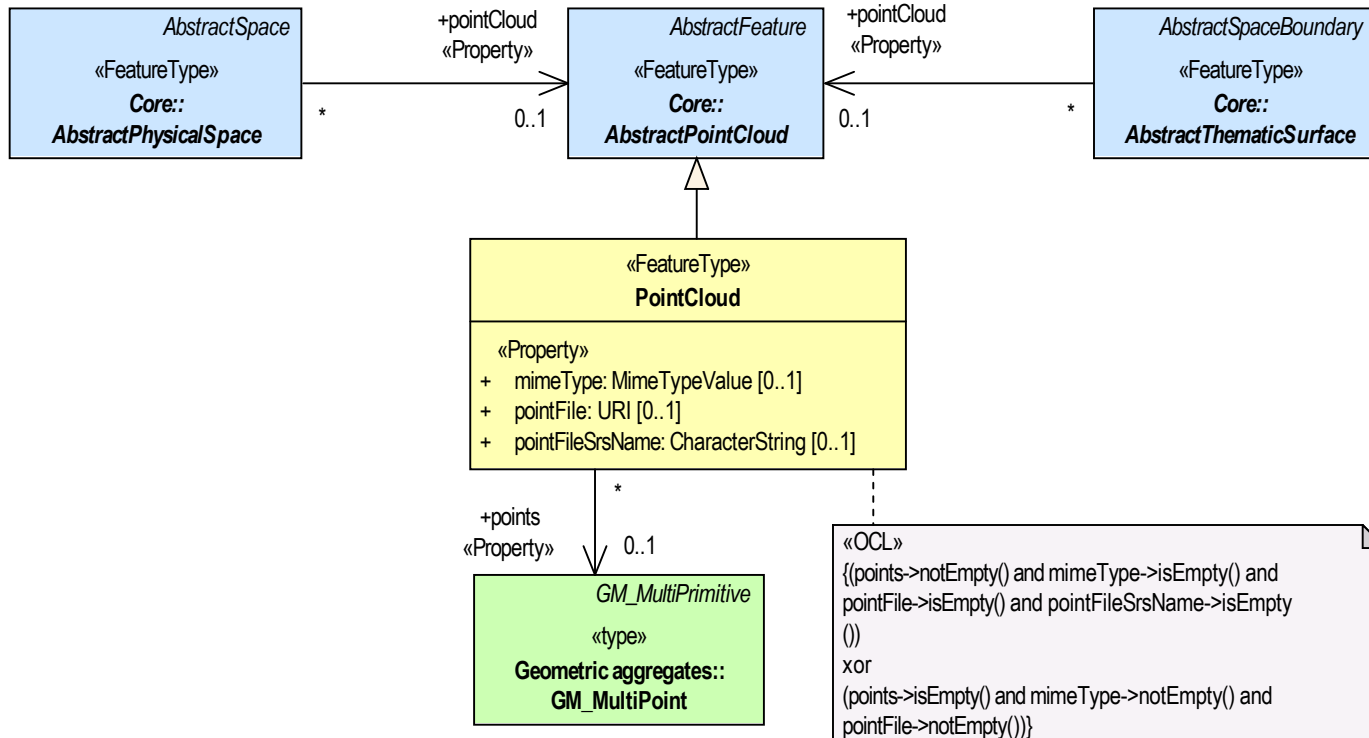 AbstractSpace
«FeatureType»
Core::
AbstractPhysicalSpace
+pointCloud
«Property»
*
0..1
AbstractFeature
«FeatureType»
Core::
AbstractPointCloud
+pointCloud
«Property»
0..1
*
AbstractSpaceBoundary
«FeatureType»
Core::
AbstractThematicSurface
«FeatureType»
PointCloud
«Property»
+ mimeType: MimeTypeValue [0..1]
+ pointFile: URI [0..1]
+ pointFileSrsName: CharacterString [0..1]
*
+points
«Property»
0..1
GM_MultiPrimitive
«type»
Geometric aggregates::
GM_MultiPoint
«OCL»
{(points->notEmpty() and mimeType->isEmpty() and
pointFile->isEmpty() and pointFileSrsName->isEmpty
())
xor
(points->isEmpty() and mimeType->notEmpty() and
pointFile->notEmpty())}